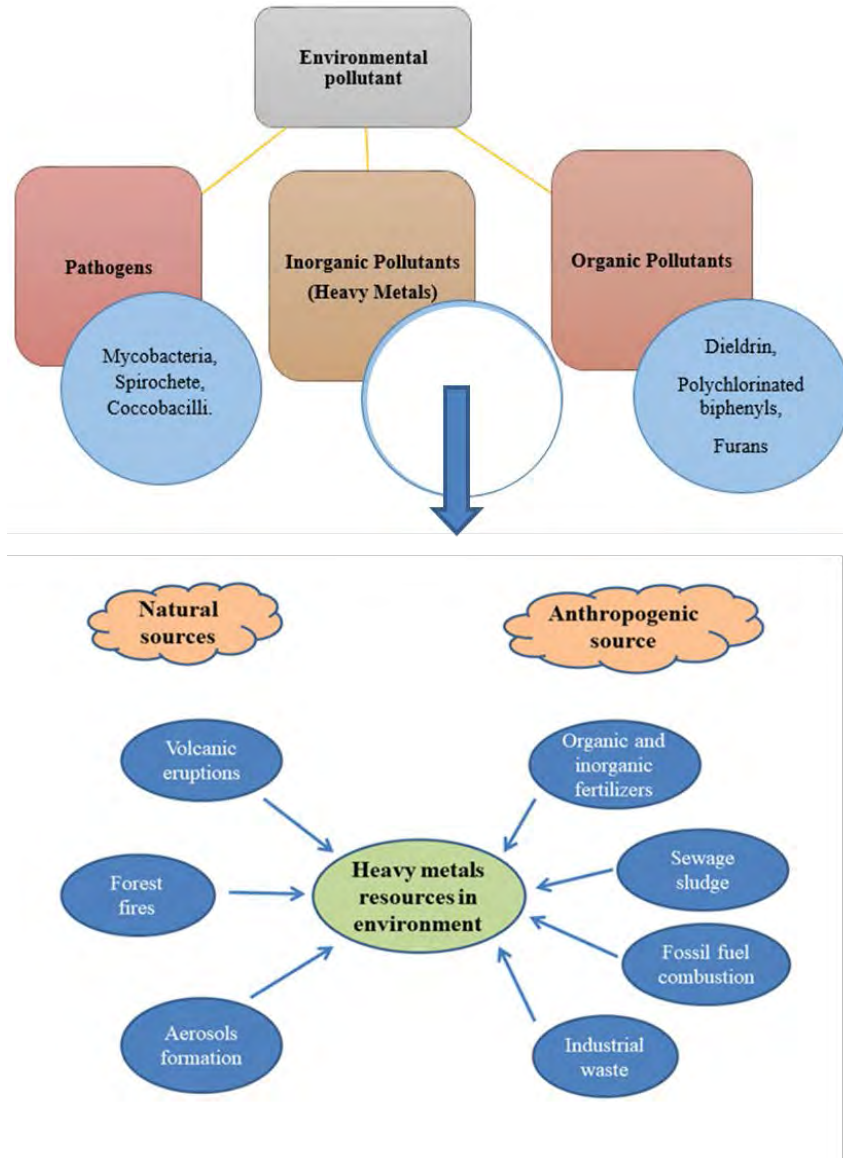 Environmental
pollutant
Pathogens
Inorganic Pollutants
(Heavy Metals)
Organic Pollutants
Mycobacteria,
Spirochete,
Coccobacilli.
Dieldrin,
Polychlorinated
biphenyls,
Furans
Natural
sources
Anthropogenic
source
Volcanic
eruptions
Organic and
inorganic
fertilizers
Forest
fires
Heavy metals
resources in
environment
Sewage
sludge
Fossil fuel
combustion
Aerosols
formation
Industrial
waste